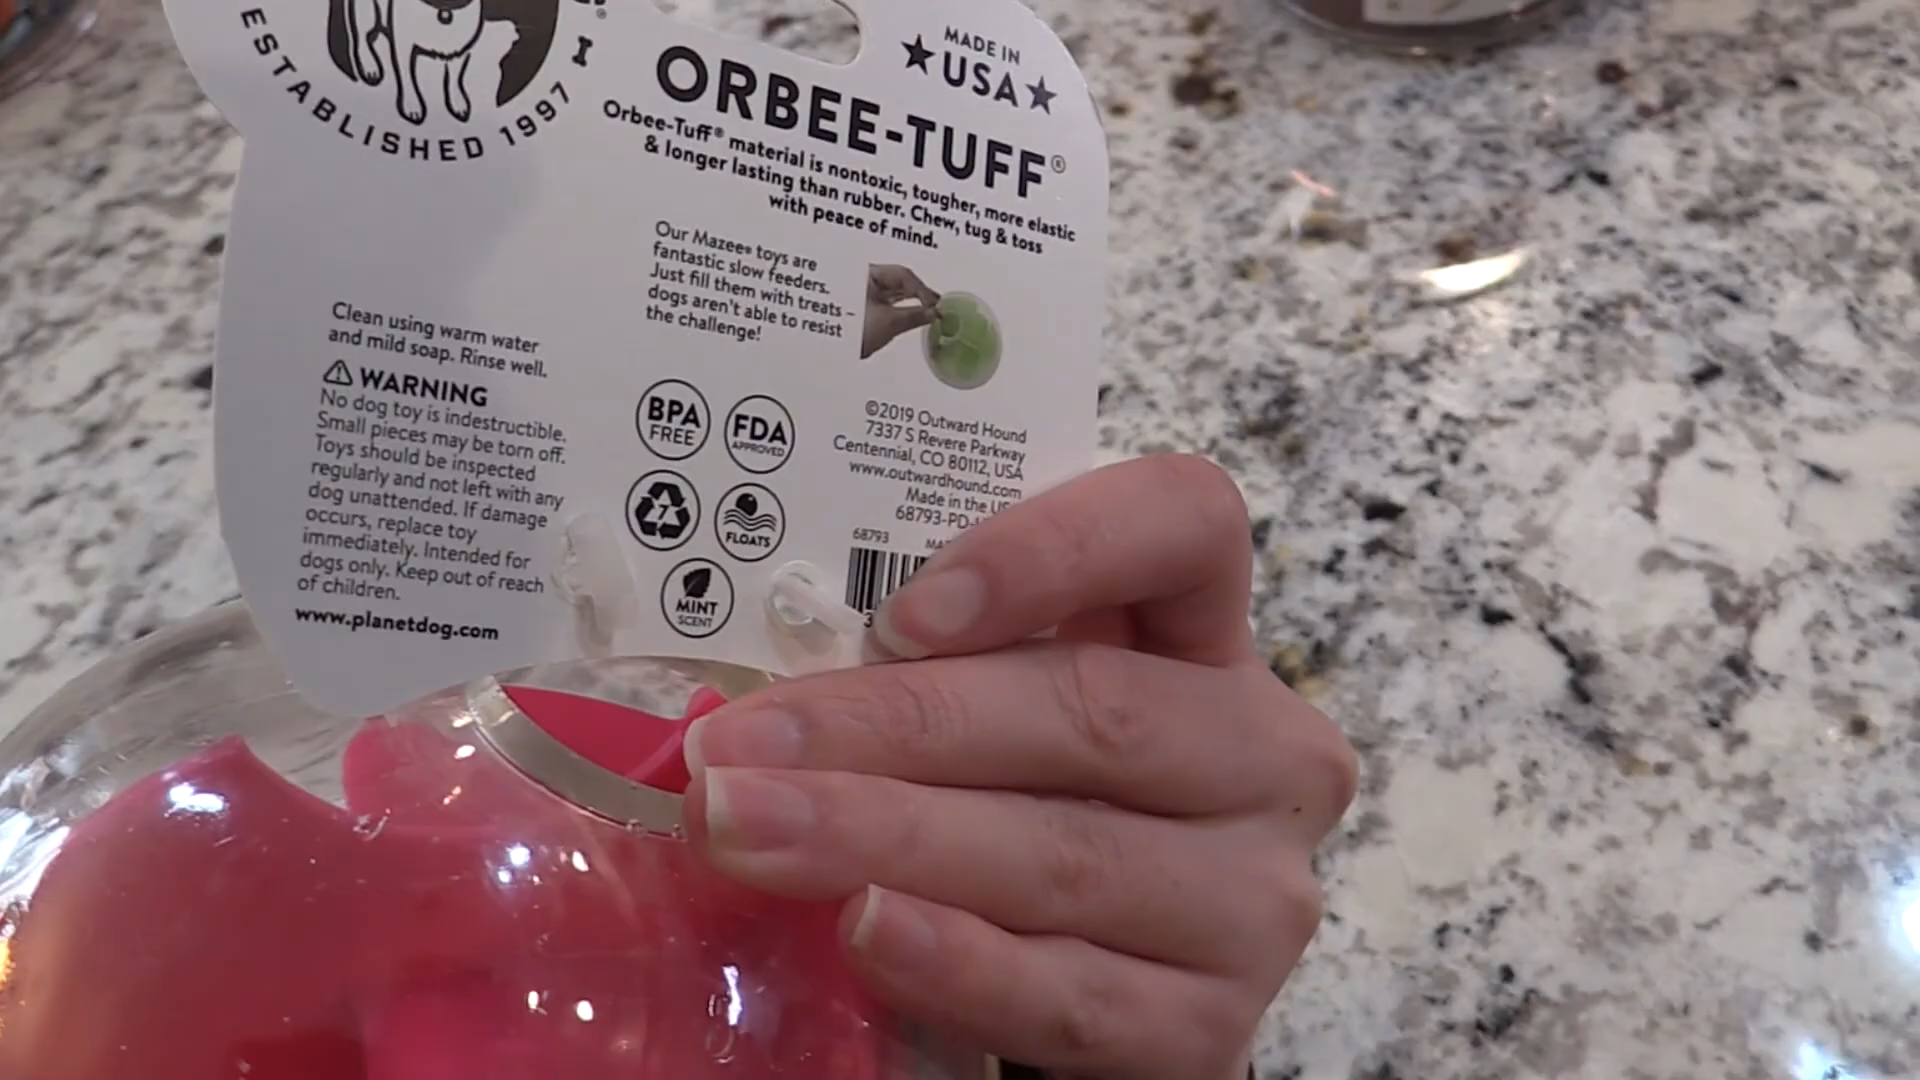 ESTABLISHED 1997
MADE IN
USA
ORBEE-TUFF®
Orbee-Tuff® material is nontoxic, tougher, more elastic
& longer lasting than rubber. Chew, tug & toss
with peace of mind.
Our Mazee® toys are
fantastic slow feeders.
Just fill them with treats –
dogs aren't able to resist
the challenge!
Clean using warm water
and mild soap. Rinse well.
WARNING
No dog toy is indestructible.
Small pieces may be torn off.
Toys should be inspected
regularly and not left with any
dog unattended. If damage
occurs, replace toy
immediately. Intended for
dogs only. Keep out of reach
of children.
www.planetdog.com
BPA
FREE
FDA
APPROVED
7
FLOATS
MINT
SCENT
©2019 Outward Hound
7337 S Revere Parkway
Centennial, CO 80112, USA
www.outwardhound.com
Made in the
68793-PD-
68793
3